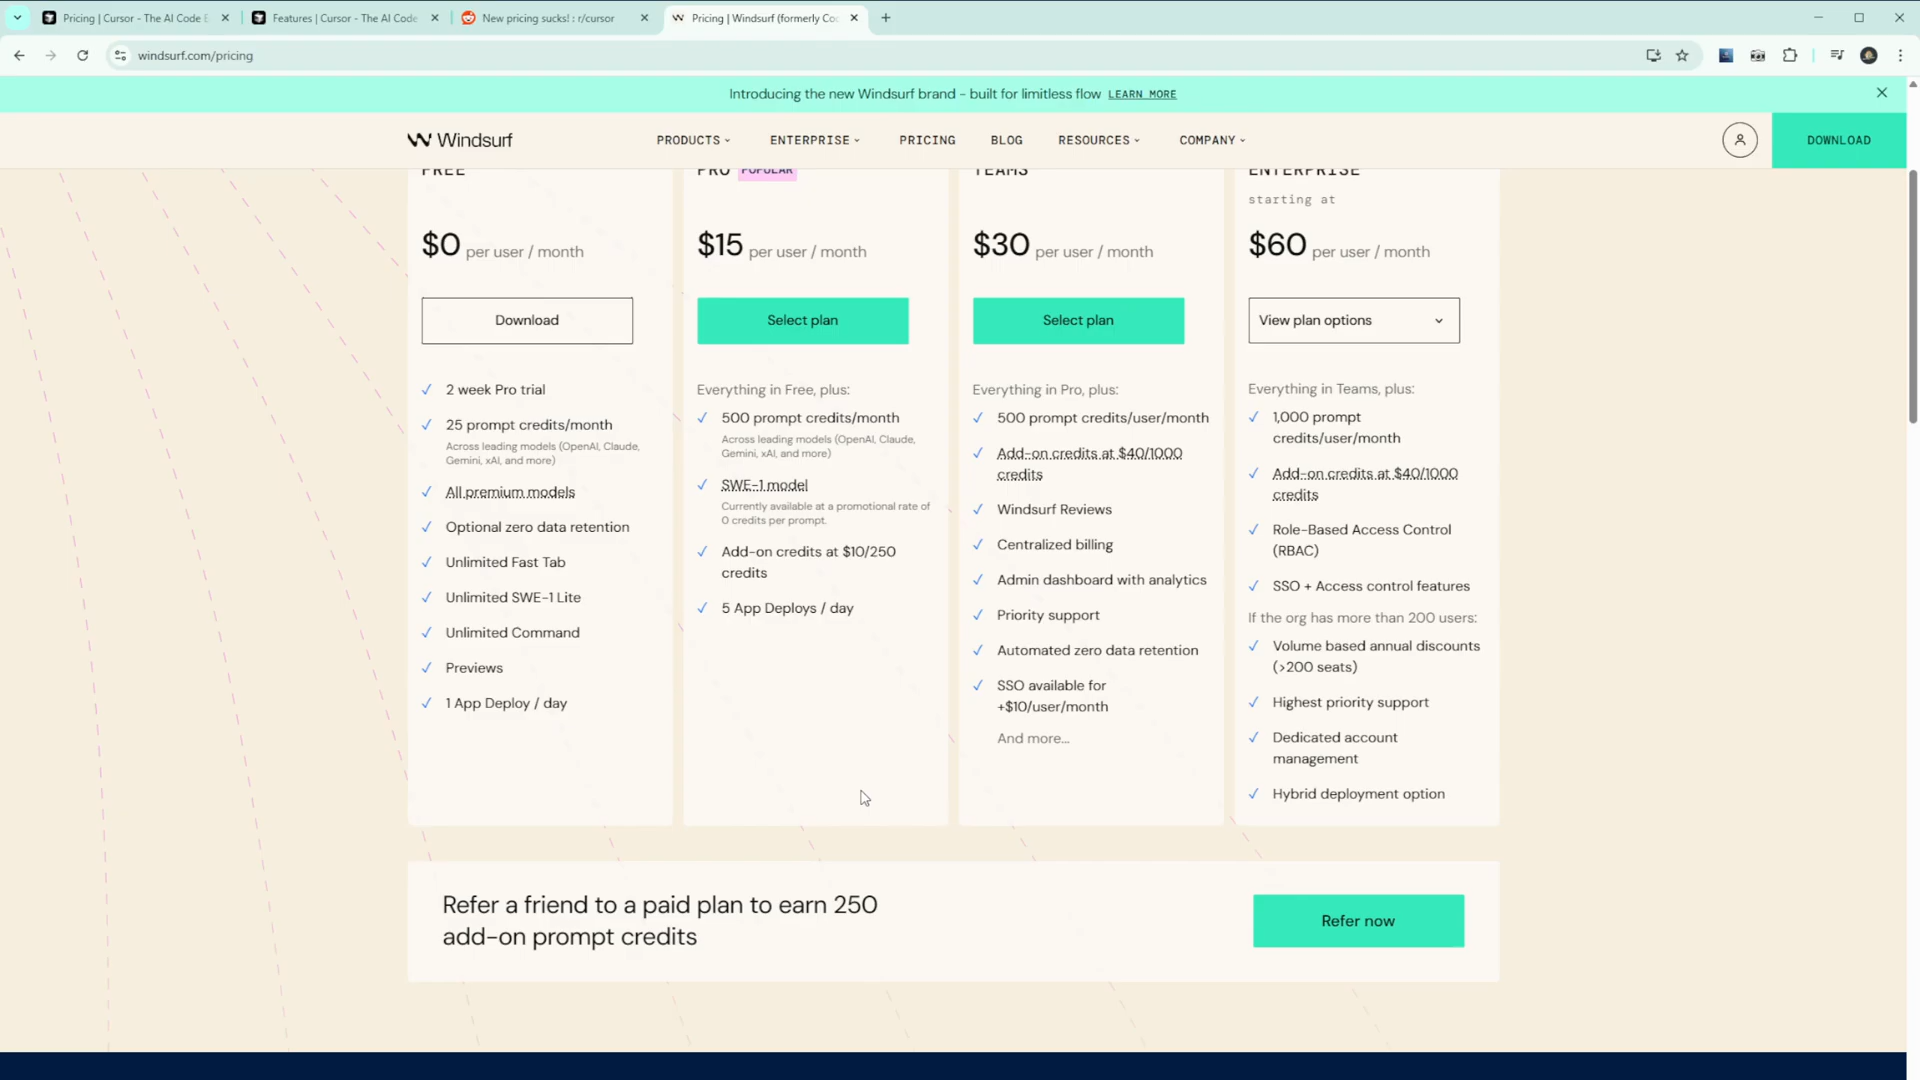 Pricing | Cursor - The AI Code E
Features | Cursor - The AI Code
New pricing sucks! : r/cursor
Pricing | Windsurf (formerly Co
windsurf.com/pricing
Introducing the new Windsurf brand – built for limitless flow LEARN MORE
Windsurf
PRODUCTS
ENTERPRISE
PRICING
BLOG
RESOURCES
COMPANY
DOWNLOAD
FREE
$0 per user / month
Download
2 week Pro trial
25 prompt credits/month
Across leading models (OpenAI, Claude,
Gemini, xAI, and more)
All premium models
Optional zero data retention
Unlimited Fast Tab
Unlimited SWE-1 Lite
Unlimited Command
Previews
1 App Deploy / day
PRO POPULAR
$15 per user / month
Select plan
Everything in Free, plus:
500 prompt credits/month
Across leading models (OpenAI, Claude,
Gemini, xAI, and more)
SWE-1 model
Currently available at a promotional rate of
0 credits per prompt.
Add-on credits at $10/250
credits
5 App Deploys / day
TEAMS
$30 per user / month
Select plan
Everything in Pro, plus:
500 prompt credits/user/month
Add-on credits at $40/1000
credits
Windsurf Reviews
Centralized billing
Admin dashboard with analytics
Priority support
Automated zero data retention
SSO available for
+$10/user/month
And more...
ENTERPRISE
starting at
$60 per user / month
View plan options
Everything in Teams, plus:
1,000 prompt
credits/user/month
Add-on credits at $40/1000
credits
Role-Based Access Control
(RBAC)
SSO + Access control features
If the org has more than 200 users:
Volume based annual discounts
(>200 seats)
Highest priority support
Dedicated account
management
Hybrid deployment option
Refer a friend to a paid plan to earn 250
add-on prompt credits
Refer now